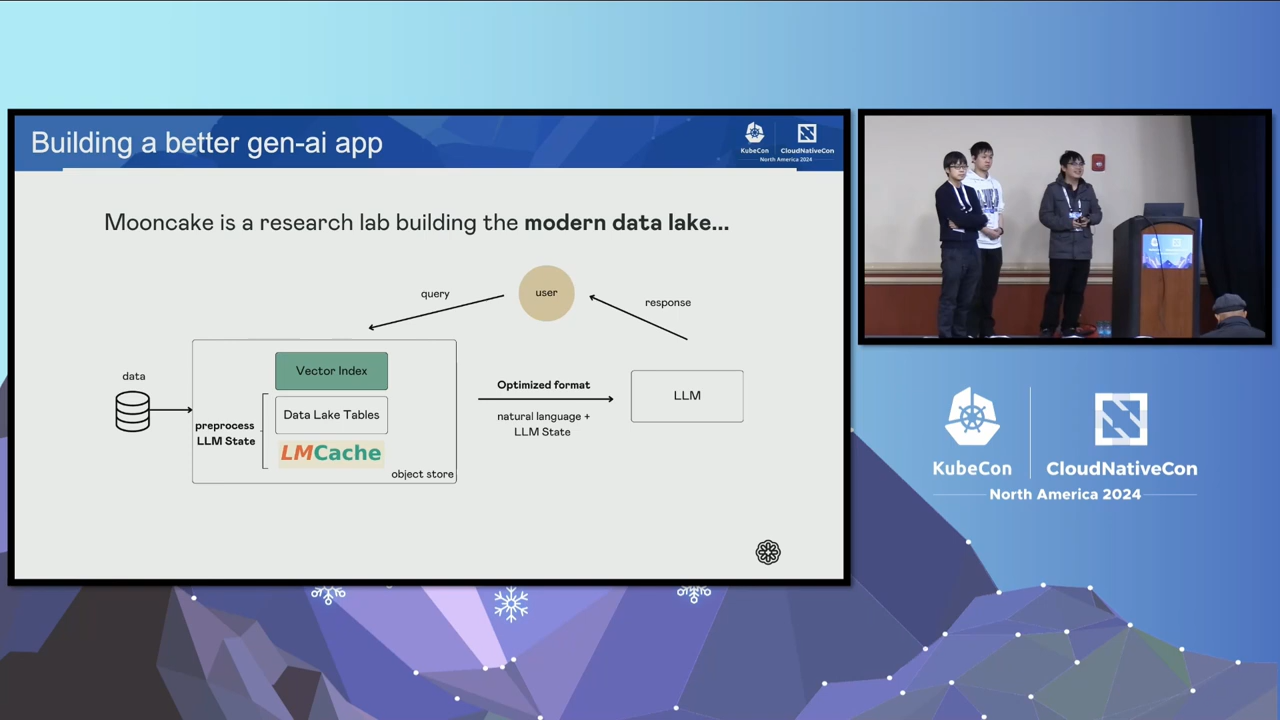 Building a better gen-ai app
KubeCon
CloudNativeCon
North America 2024
Mooncake is a research lab building the modern data lake...
user
query
response
data
Vector Index
Data Lake Tables
LMCache
preprocess
LLM State
object store
Optimized format
natural language +
LLM State
LLM
KubeCon
CloudNativeCon
North America 2024